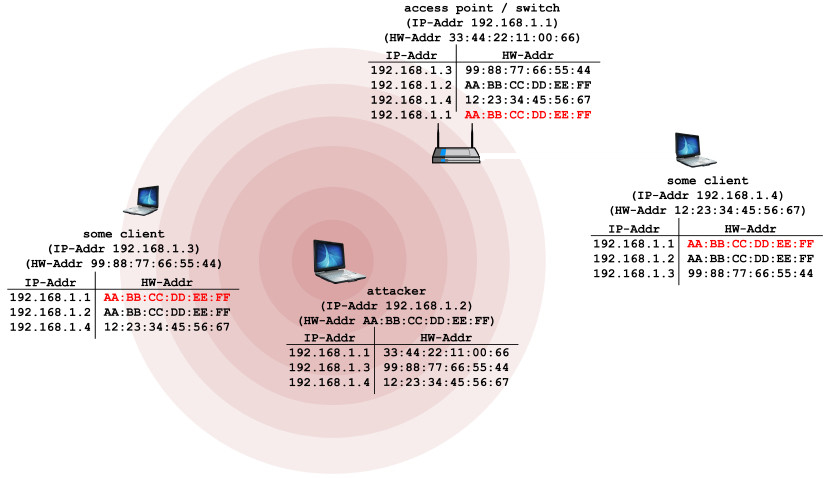 access point / switch
(IP-Addr 192.168.1.1)
(HW-Addr 33:44:22:11:00:66)
IP-Addr HW-Addr
192.168.1.3 99:88:77:66:55:44
192.168.1.2 AA:BB:CC:DD:EE:FF
192.168.1.4 12:23:34:45:56:67
192.168.1.1 AA:BB:CC:DD:EE:FF
some client
(IP-Addr 192.168.1.4)
(HW-Addr 12:23:34:45:56:67)
IP-Addr HW-Addr
192.168.1.1 AA:BB:CC:DD:EE:FF
192.168.1.2 AA:BB:CC:DD:EE:FF
192.168.1.3 99:88:77:66:55:44
some client
(IP-Addr 192.168.1.3)
(HW-Addr 99:88:77:66:55:44)
IP-Addr HW-Addr
192.168.1.1 AA:BB:CC:DD:EE:FF
192.168.1.2 AA:BB:CC:DD:EE:FF
192.168.1.4 12:23:34:45:56:67
attacker
(IP-Addr 192.168.1.2)
(HW-Addr AA:BB:CC:DD:EE:FF)
IP-Addr HW-Addr
192.168.1.1 33:44:22:11:00:66
192.168.1.3 99:88:77:66:55:44
192.168.1.4 12:23:34:45:56:67